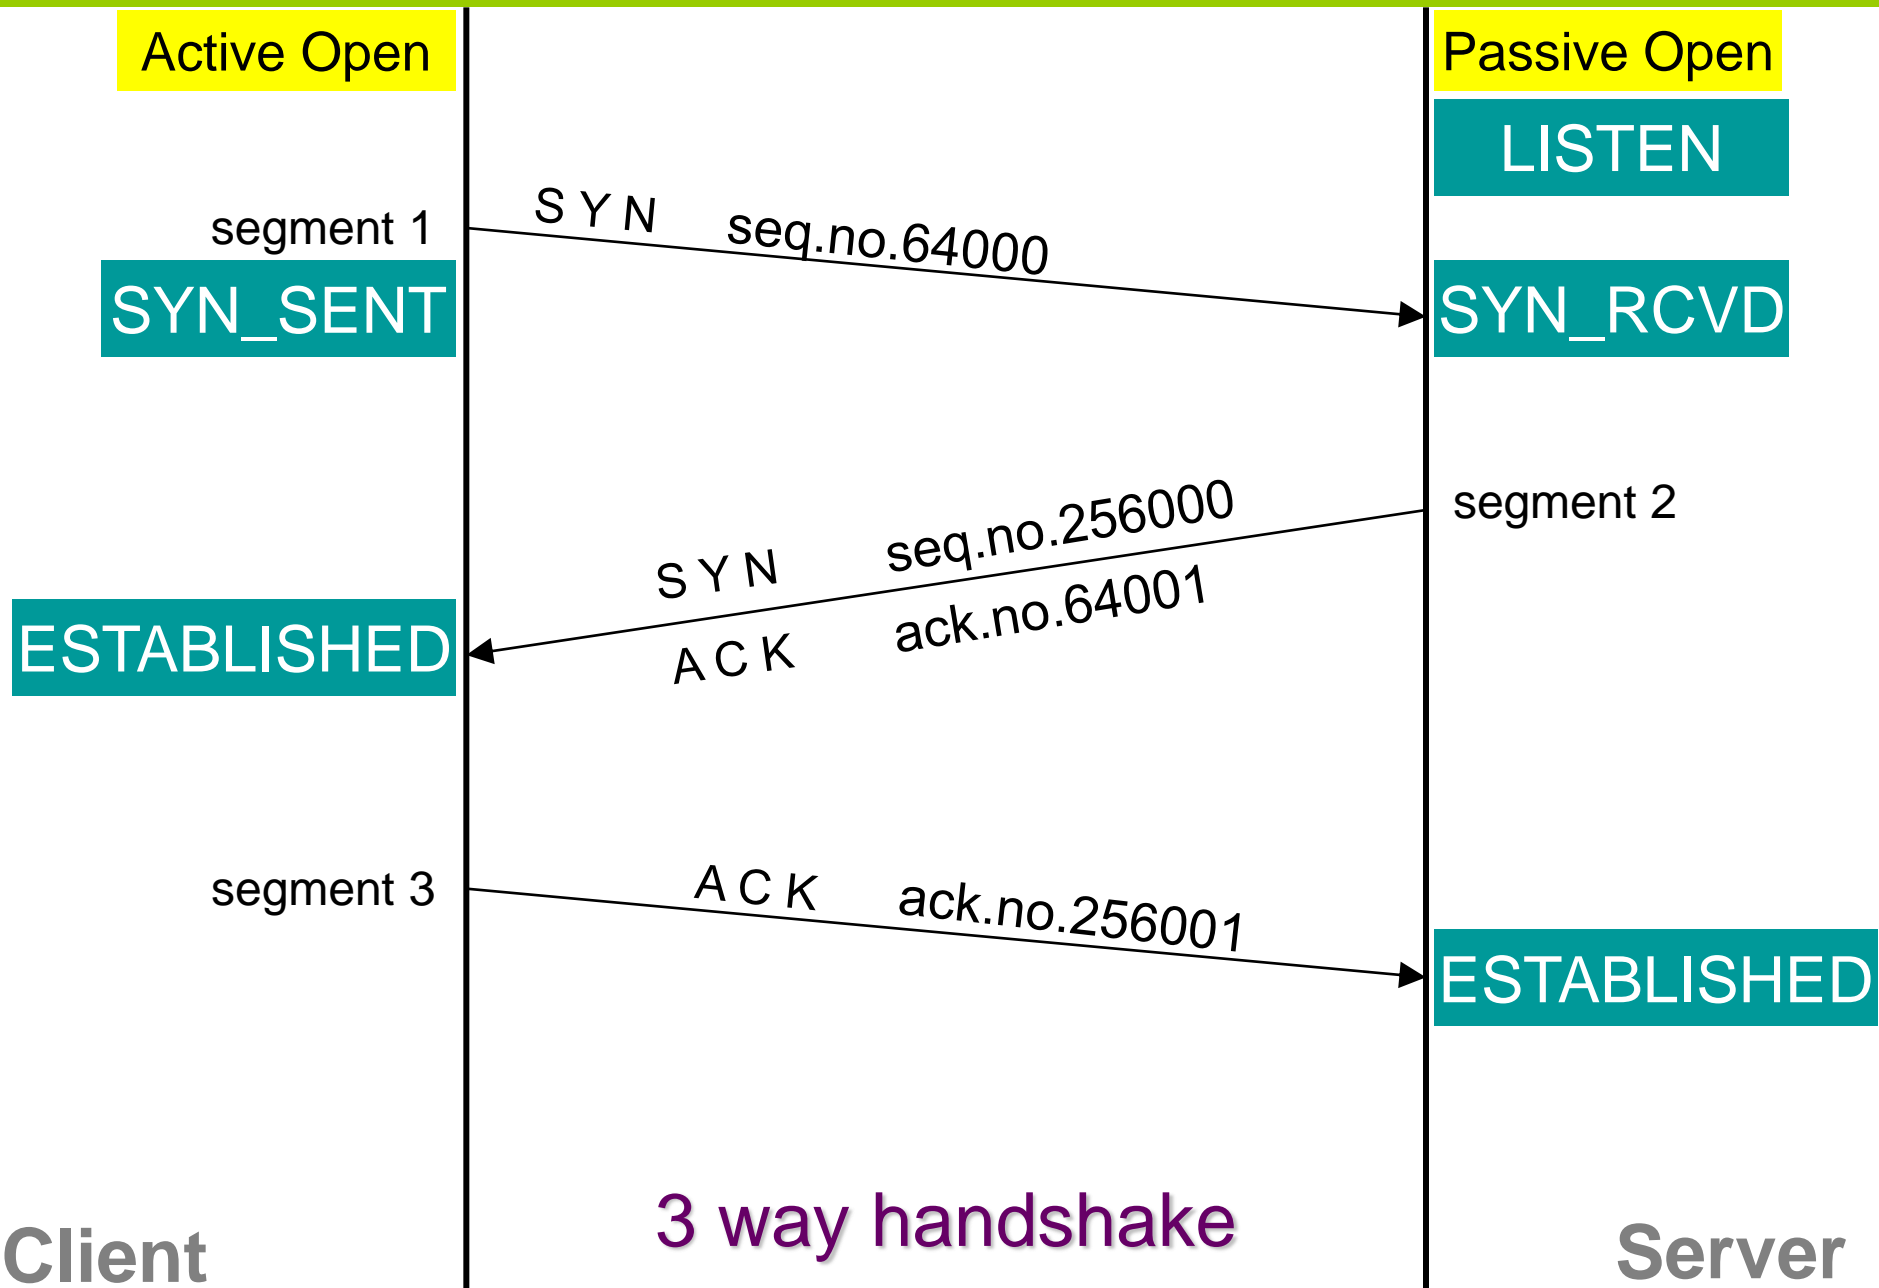 Active Open
Passive Open
LISTEN
segment 1
S Y N seq.no.64000
SYN_SENT
SYN_RCVD
segment 2
S Y N seq.no.256000
A C K ack.no.64001
ESTABLISHED
segment 3
A C K ack.no.256001
ESTABLISHED
3 way handshake
Client
Server